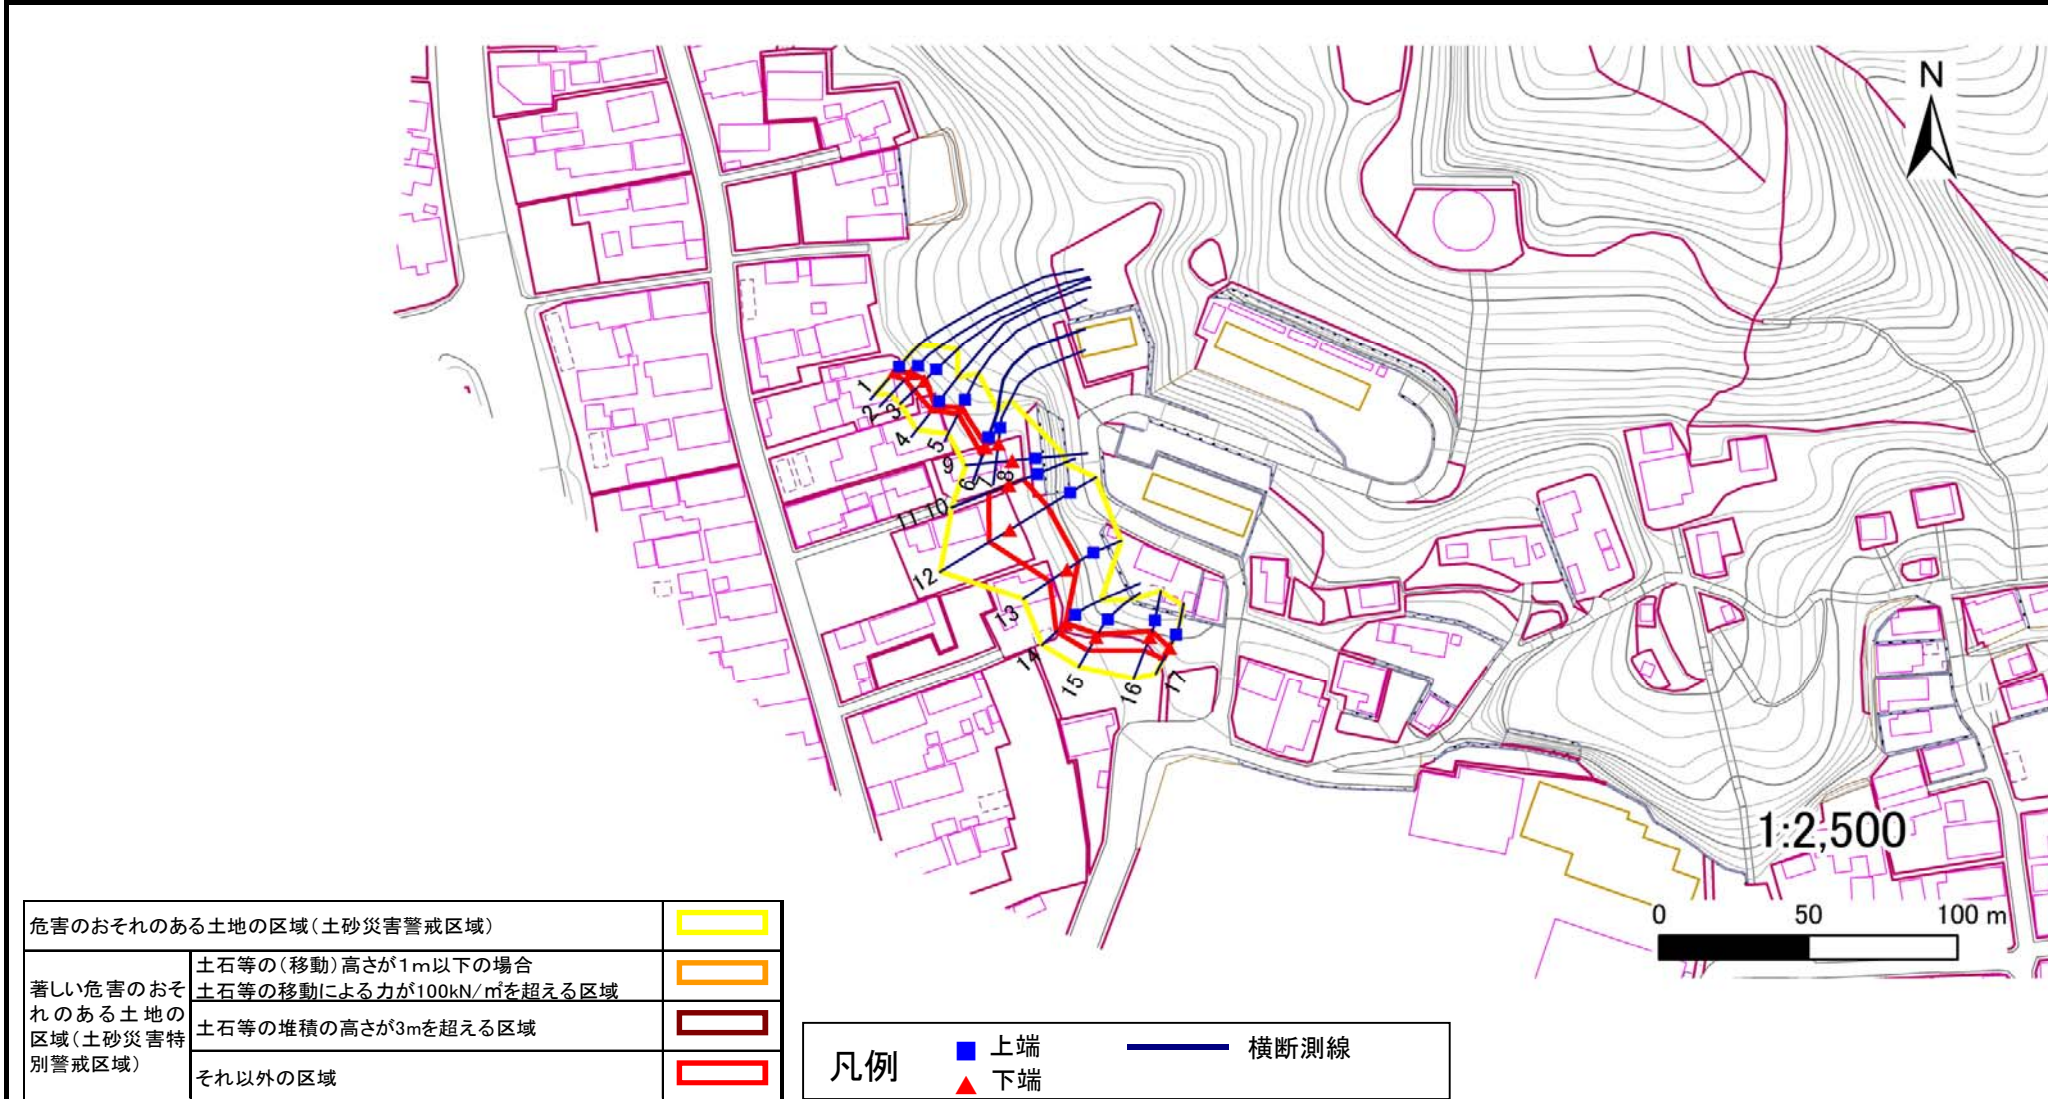 N
1
2
3
4
5
9
6
7
8
11
10
12
13
14
15
16
17
1:2,500
0 50 100 m
危害のおそれのある土地の区域(土砂災害警戒区域)
著しい危害のおそれのある土地の区域(土砂災害特別警戒区域)
土石等の(移動)高さが1m以下の場合
土石等の移動による力が100kN/㎡を超える区域
土石等の堆積の高さが3mを超える区域
それ以外の区域
凡例
上端
横断測線
下端